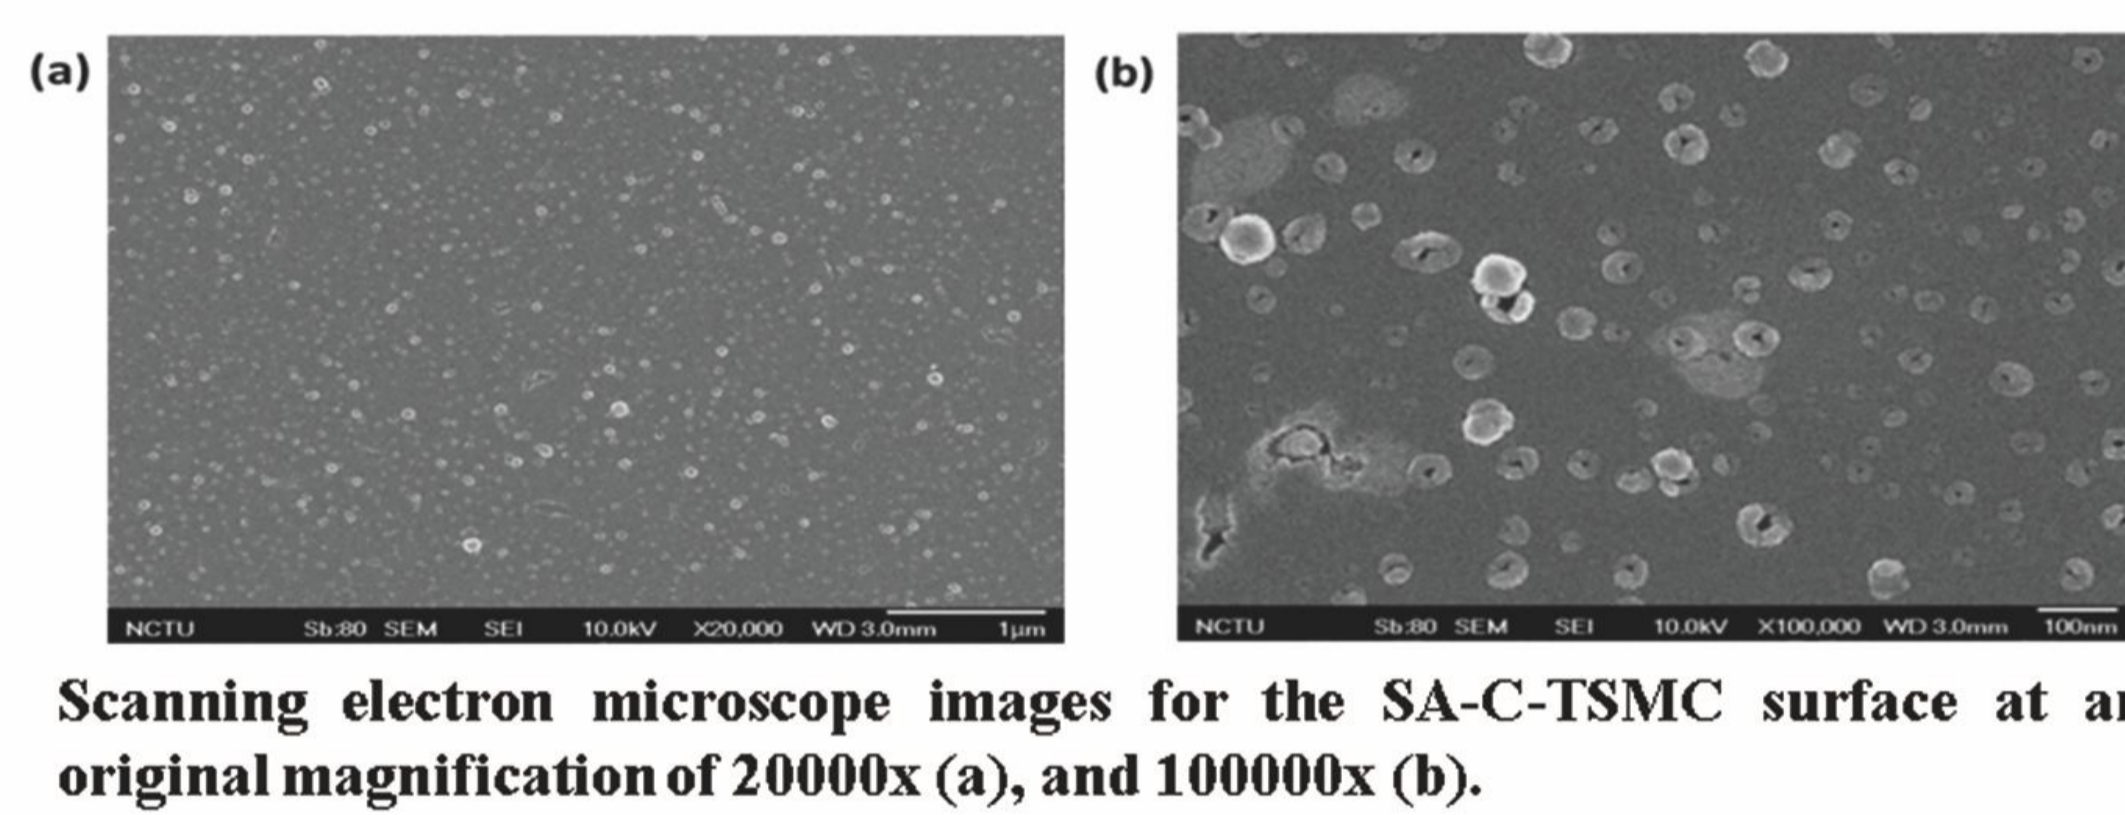 (a)
NCTU Sb:80 SEM SEI 10.0kV X20,000 WD 3.0mm 1µm
(b)
NCTU Sb:80 SEM SEI 10.0kV X100,000 WD 3.0mm 100nm
Scanning electron microscope images for the SA-C-TSMC surface at
original magnification of 20000x (a), and 100000x (b).